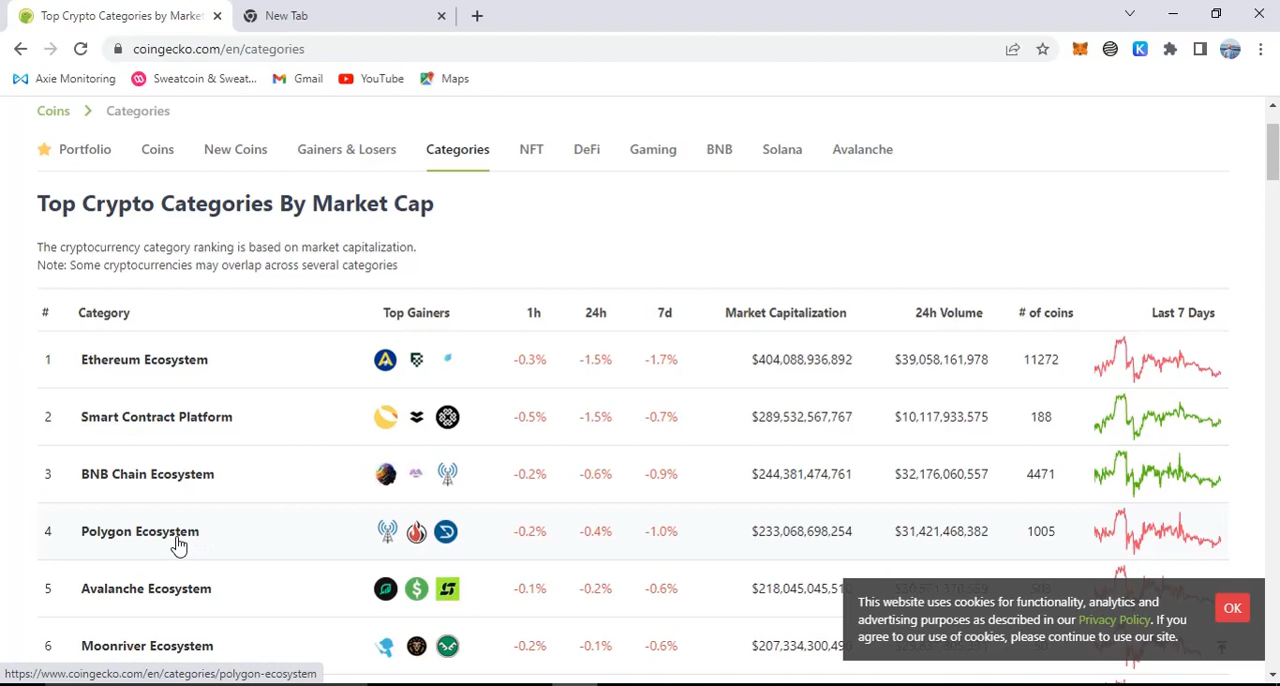 Top Crypto Categories by Market
New Tab
coingecko.com/en/categories
Axie Monitoring
Sweatcoin & Sweat...
Gmail
YouTube
Maps
Coins
Categories
Portfolio
Coins
New Coins
Gainers & Losers
Categories
NFT
DeFi
Gaming
BNB
Solana
Avalanche
Top Crypto Categories By Market Cap
The cryptocurrency category ranking is based on market capitalization.
Note: Some cryptocurrencies may overlap across several categories
# Category Top Gainers 1h 24h 7d Market Capitalization 24h Volume # of coins Last 7 Days
1 Ethereum Ecosystem -0.3% -1.5% -1.7% $404,088,936,892 $39,058,161,978 11272
2 Smart Contract Platform -0.5% -1.5% -0.7% $289,532,567,767 $10,117,933,575 188
3 BNB Chain Ecosystem -0.2% -0.6% -0.9% $244,381,474,761 $32,176,060,557 4471
4 Polygon Ecosystem -0.2% -0.4% -1.0% $233,068,698,254 $31,421,468,382 1005
5 Avalanche Ecosystem -0.1% -0.2% -0.6% $218,045,045,51
6 Moonriver Ecosystem -0.2% -0.1% -0.6% $207,334,300,49
This website uses cookies for functionality, analytics and
advertising purposes as described in our Privacy Policy. If you
agree to our use of cookies, please continue to use our site.
OK
https://www.coingecko.com/en/categories/polygon-ecosystem